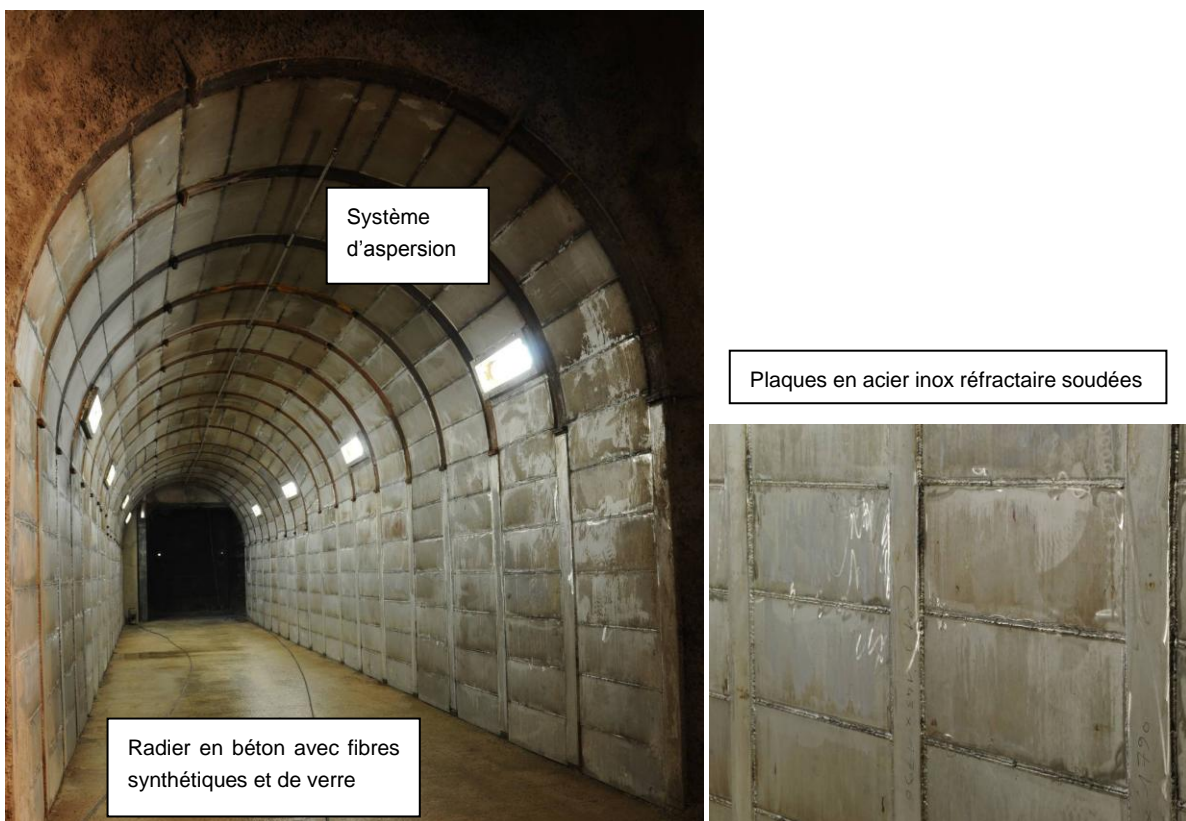 Système
d'aspersion
Plaques en acier inox réfractaire soudées
Radier en béton avec fibres
synthétiques et de verre